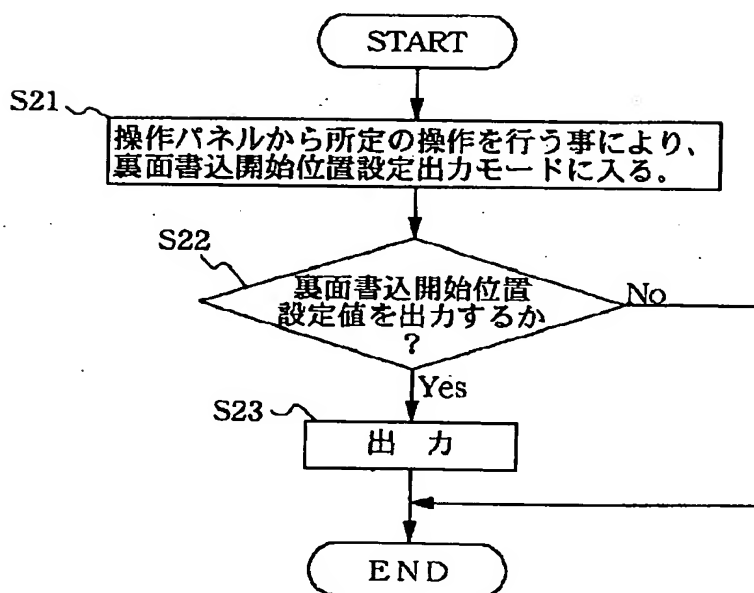 START
S21
操作パネルから所定の操作を行う事により、
裏面書込開始位置設定出力モードに入る。
S22
裏面書込開始位置
設定値を出力するか
?
No
Yes
S23
出 力
END